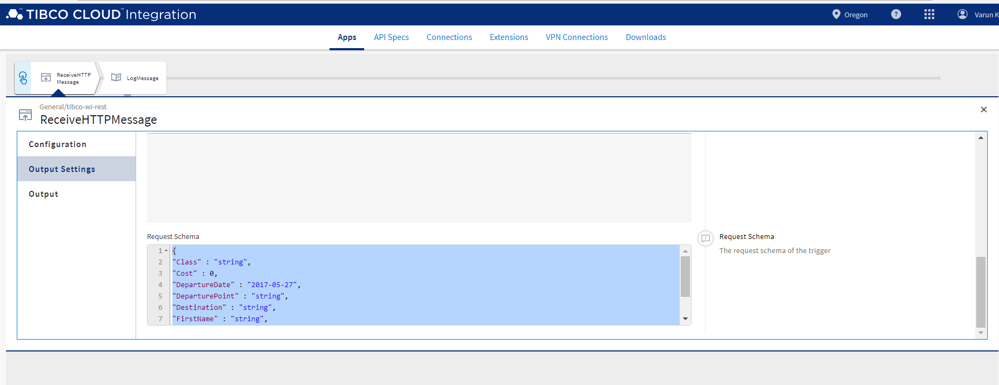 TIBCO CLOUD™ Integration
Oregon
?
Varun K
Apps
API Specs
Connections
Extensions
VPN Connections
Downloads
ReceiveHTTP
Message
LogMessage
General/tibco-wi-rest
ReceiveHTTPMessage
Configuration
Output Settings
Output
Request Schema
1 {
2 "Class" : "string",
3 "Cost" : 0,
4 "DepartureDate" : "2017-05-27",
5 "DeparturePoint" : "string",
6 "Destination" : "string",
7 "FirstName" : "string",
Request Schema
The request schema of the trigger